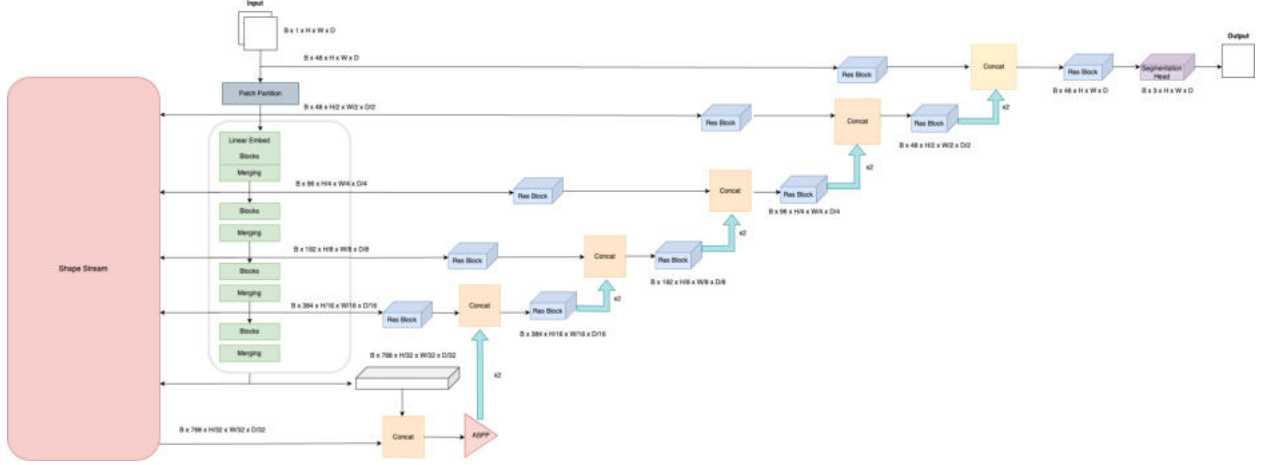 Input
B x 1 x H x W x D
Output
B x 48 x H x W x D
Res Block
Concat
Res Block
Segmentation
Head
B x 48 x H x W x D
B x 3 x H x W x D
Patch Partition
x2
B x 48 x H/2 x W/2 x D/2
Res Block
Concat
Res Block
B x 48 x H/2 x W/2 x D/2
Linear Embed
Blocks
Merging
x2
B x 96 x H/4 x W/4 x D/4
Res Block
Concat
Res Block
B x 96 x H/4 x W/4 x D/4
Blocks
Merging
x2
B x 192 x H/8 x W/8 x D/8
Res Block
Concat
Res Block
B x 192 x H/8 x W/8 x D/8
Shape Stream
Blocks
Merging
x2
B x 384 x H/16 x W/16 x D/16
Res Block
Concat
Res Block
B x 384 x H/16 x W/16 x D/16
Blocks
Merging
B x 768 x H/32 x W/32 x D/32
x2
B x 768 x H/32 x W/32 x D/32
Concat
ASPP